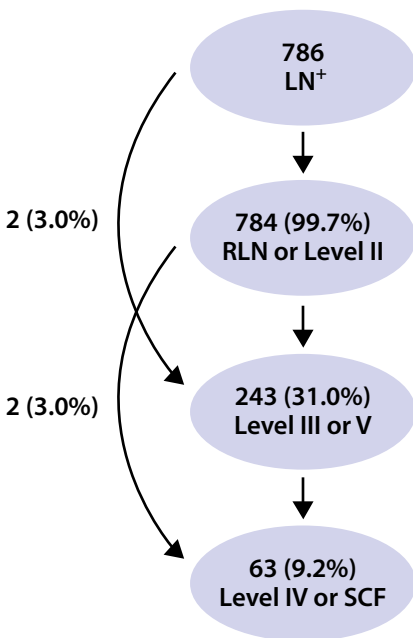 786
LN⁺
2 (3.0%)
784 (99.7%)
RLN or Level II
2 (3.0%)
243 (31.0%)
Level III or V
63 (9.2%)
Level IV or SCF